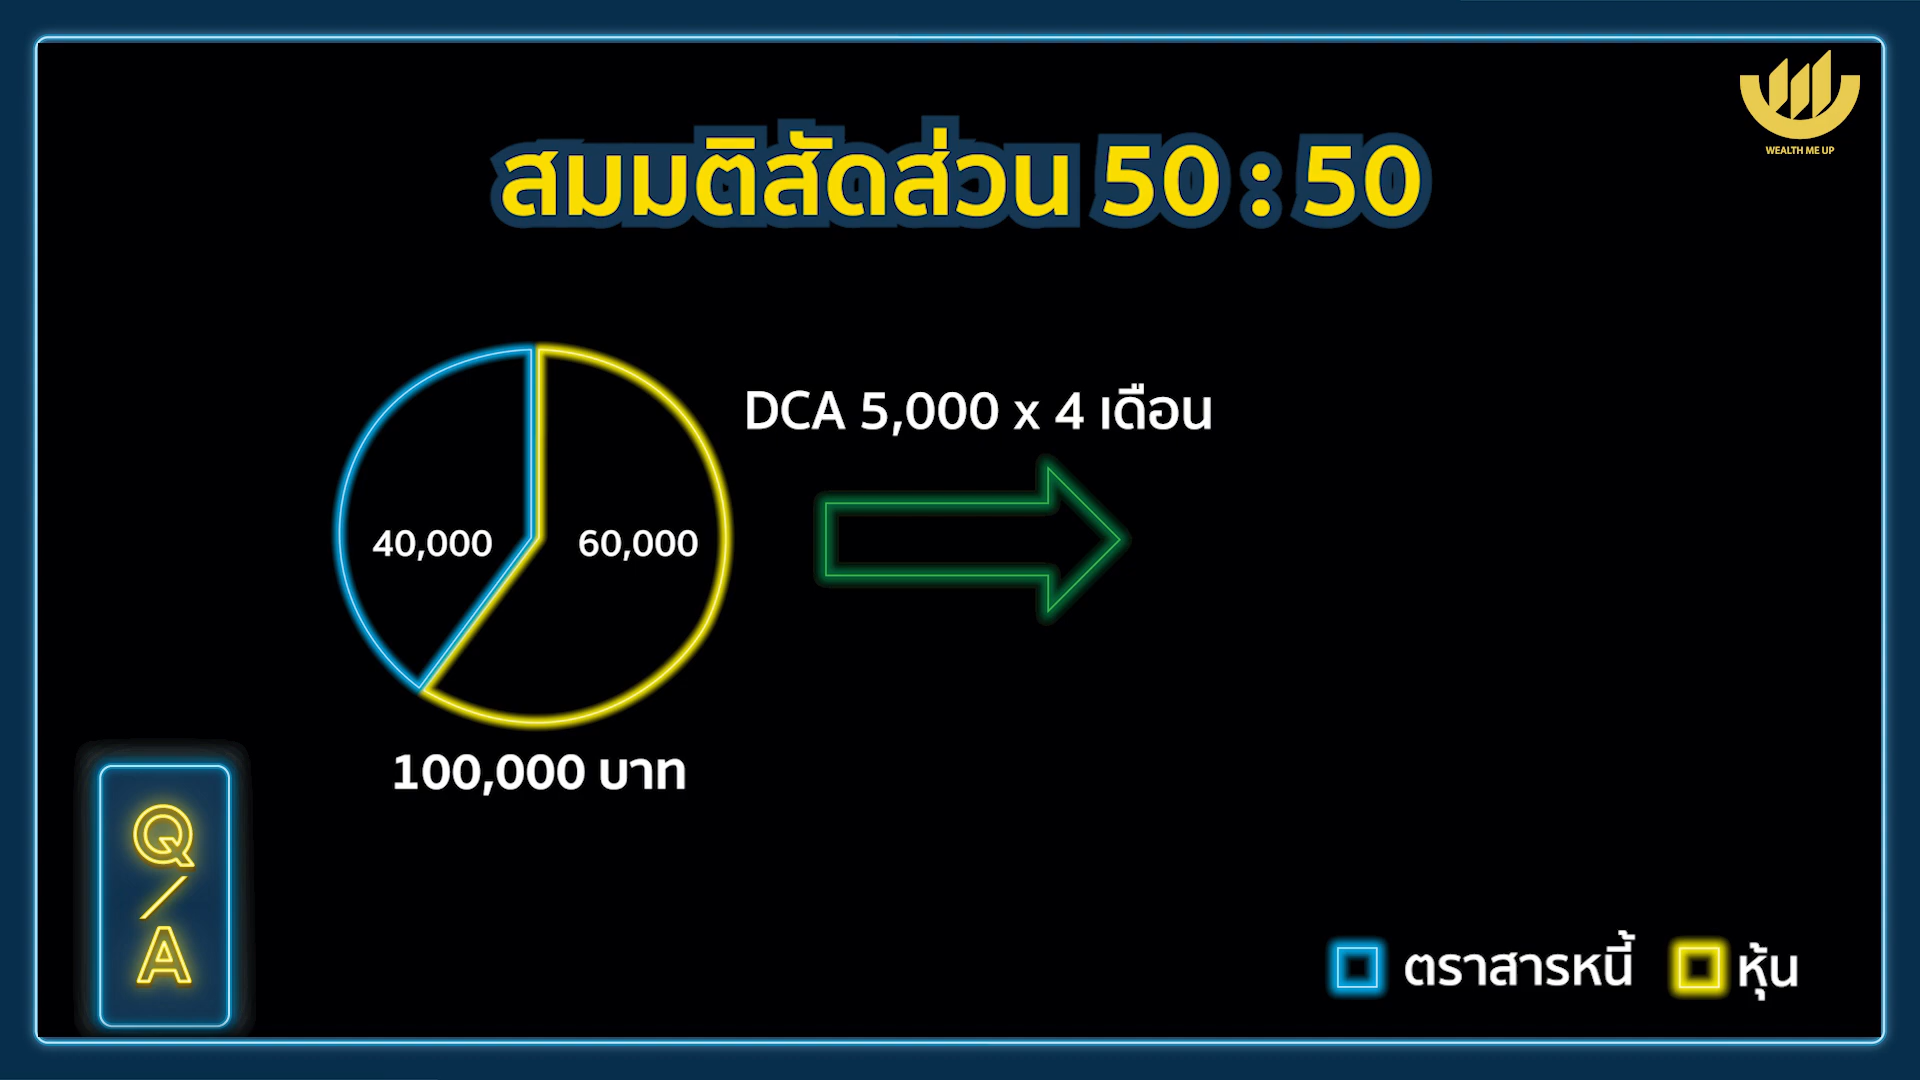 WEALTH ME UP
สมมติสัดส่วน 50 : 50
DCA 5,000 x 4 เดือน
40,000
60,000
100,000 บาท
Q
/
A
ตราสารหนี้
หุ้น